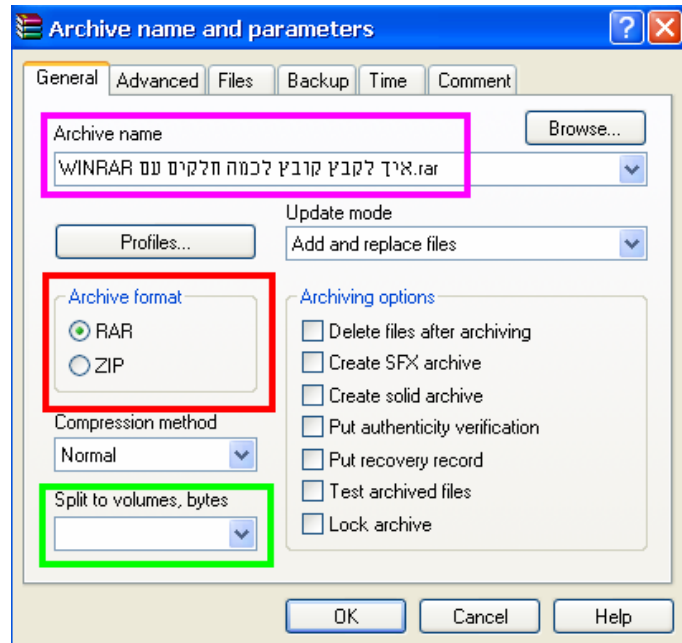 Archive name and parameters
General Advanced Files Backup Time Comment
Archive name
Browse...
איך לקבץ קובץ לכמה חלקים עם WINRAR.rar
Update mode
Profiles...
Add and replace files
Archive format
RAR
ZIP
Compression method
Normal
Split to volumes, bytes
Archiving options
Delete files after archiving
Create SFX archive
Create solid archive
Put authenticity verification
Put recovery record
Test archived files
Lock archive
OK Cancel Help